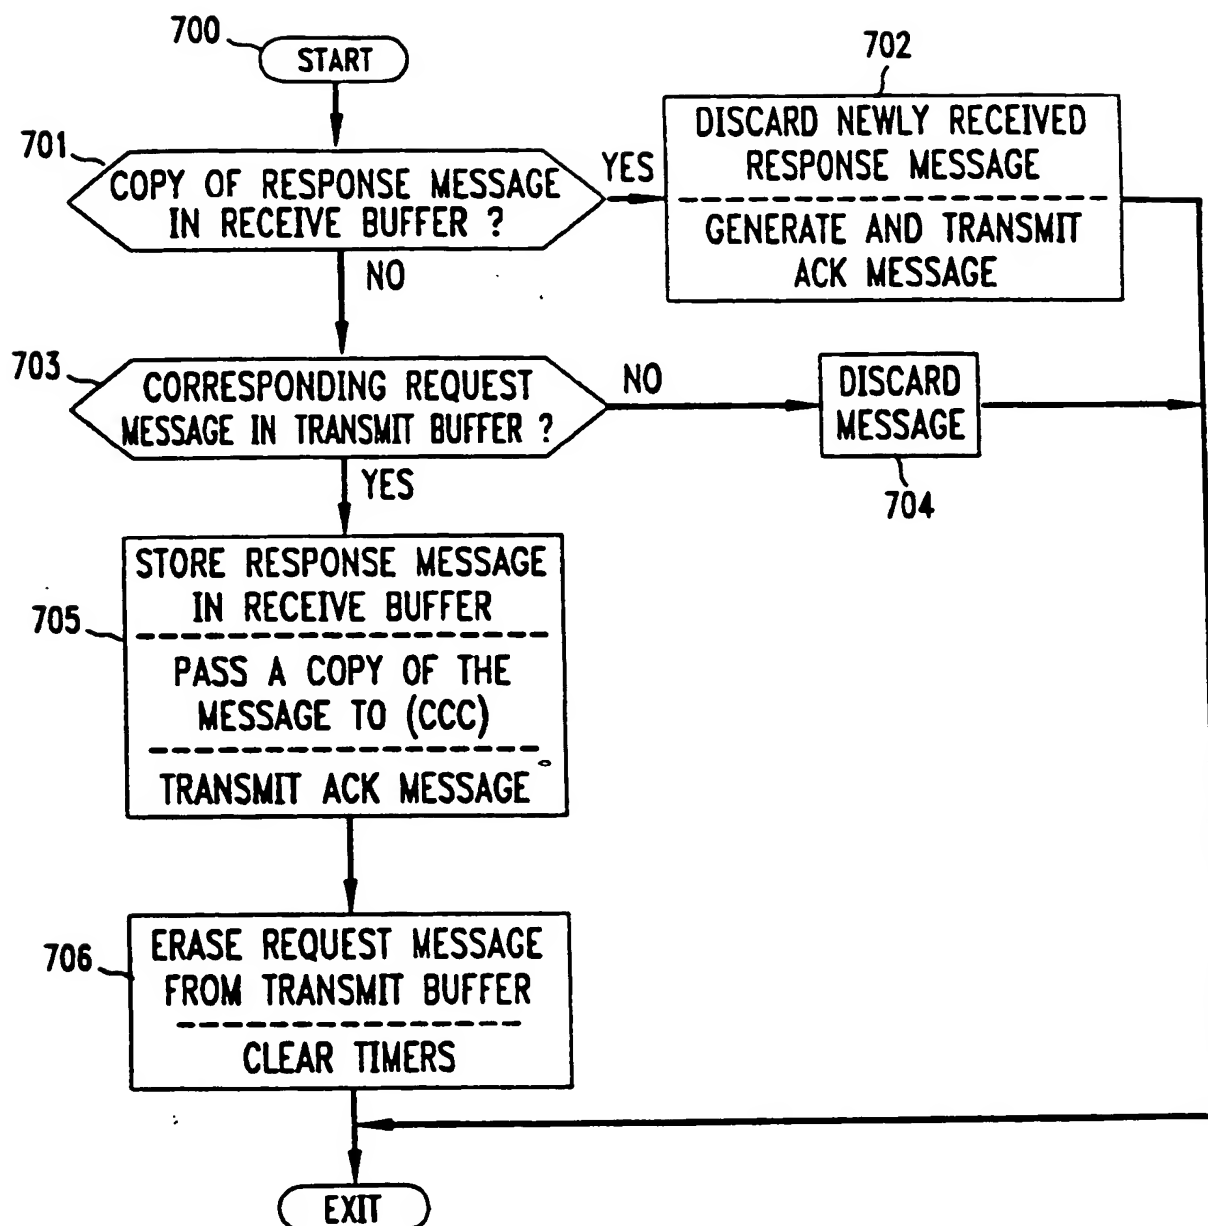 700
START
701
COPY OF RESPONSE MESSAGE
IN RECEIVE BUFFER ?
YES
702
DISCARD NEWLY RECEIVED
RESPONSE MESSAGE
GENERATE AND TRANSMIT
ACK MESSAGE
NO
703
CORRESPONDING REQUEST
MESSAGE IN TRANSMIT BUFFER ?
NO
DISCARD
MESSAGE
704
YES
705
STORE RESPONSE MESSAGE
IN RECEIVE BUFFER
PASS A COPY OF THE
MESSAGE TO (CCC)
TRANSMIT ACK MESSAGE
706
ERASE REQUEST MESSAGE
FROM TRANSMIT BUFFER
CLEAR TIMERS
EXIT